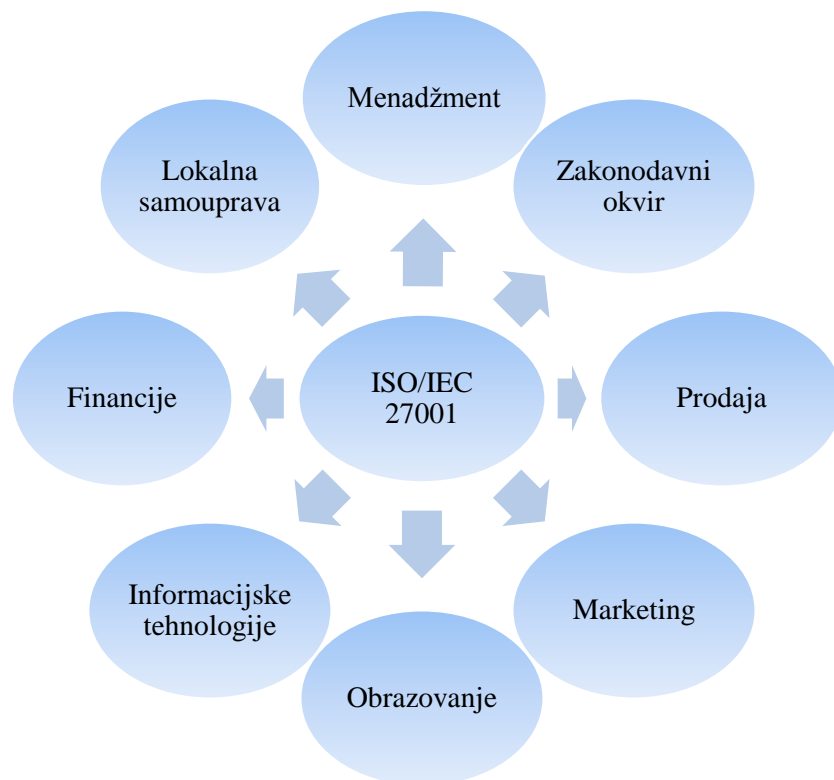 Menadžment
Lokalna
samouprava
Zakonodavni
okvir
Financije
ISO/IEC
27001
Prodaja
Informacijske
tehnologije
Marketing
Obrazovanje